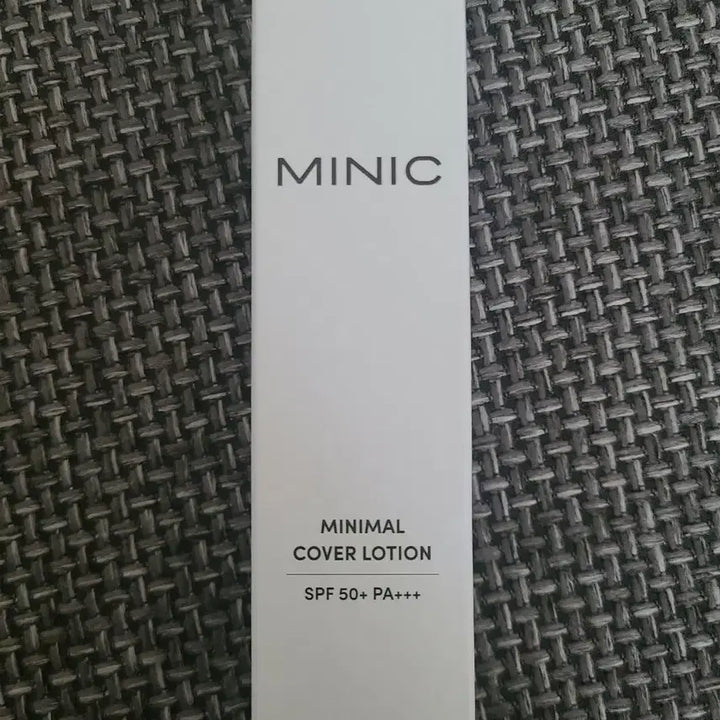 MINIC
MINIMAL
COVER LOTION
SPF 50+ PA+++